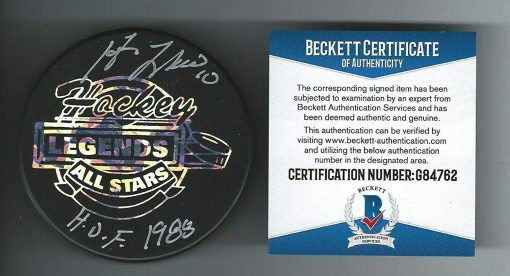 10
Hockey
LEGENDS
ALL STARS
H.O.F. 1988
BECKETT CERTIFICATE
OF AUTHENTICITY
The corresponding signed item has been
subjected to examination by an expert from
Beckett Authentication Services and has
been deemed authentic and genuine.
This authentication can be verified by
visiting www.beckett-authentication.com
and utilizing the below authentication
number in the designated area.
CERTIFICATION NUMBER:G84762
BECKETT
B
AUTHENTICATION
SERVICES